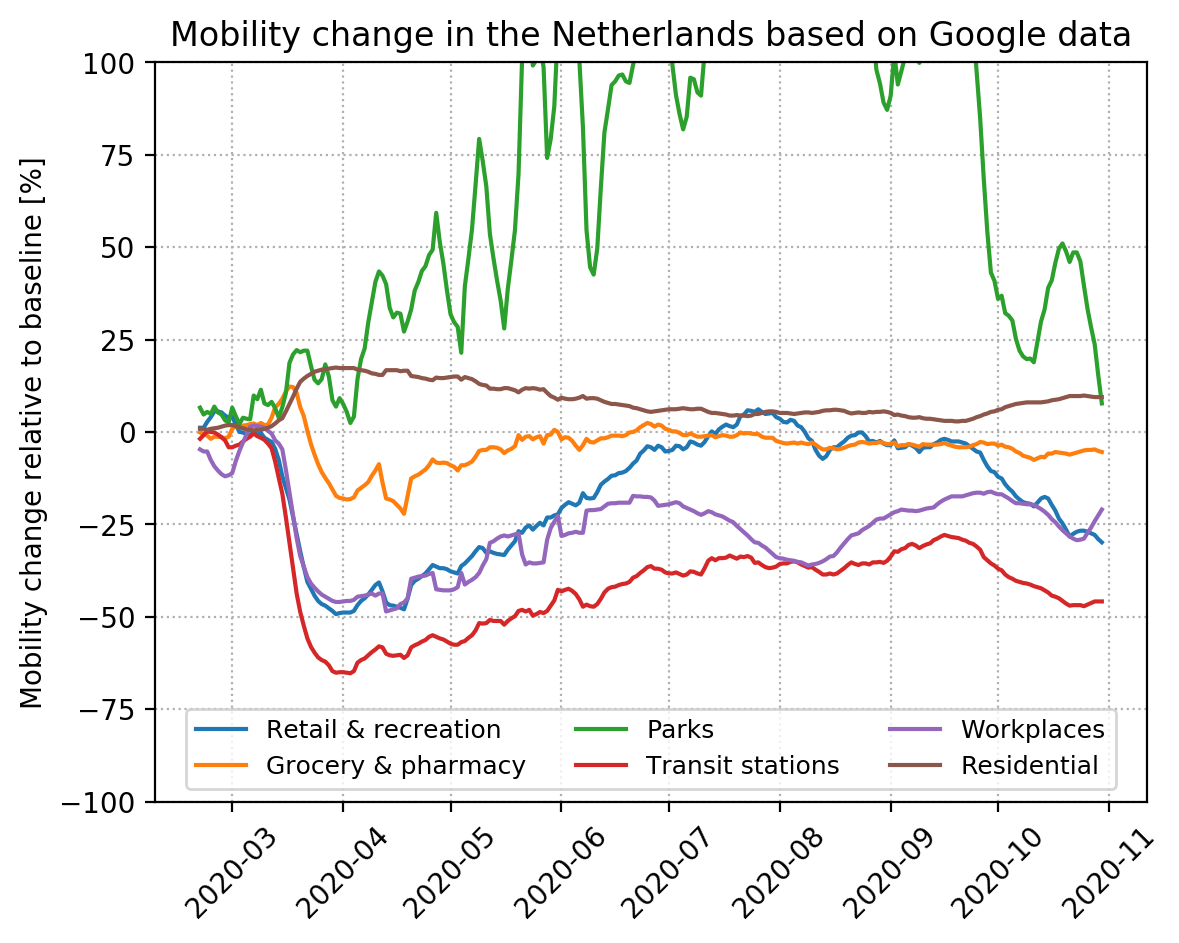 Mobility change in the Netherlands based on Google data
Mobility change relative to baseline [%]
100
75
50
25
0
−25
−50
−75
−100
Retail & recreation
Grocery & pharmacy
Parks
Transit stations
Workplaces
Residential
2020-03
2020-04
2020-05
2020-06
2020-07
2020-08
2020-09
2020-10
2020-11